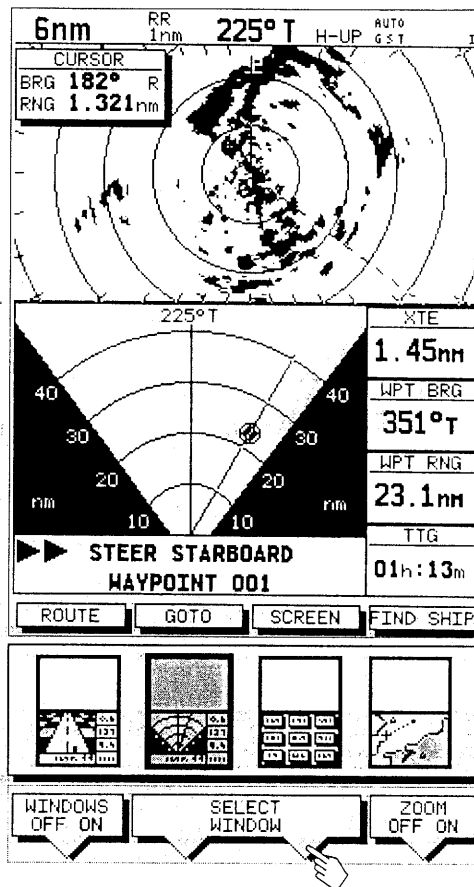 6nm RR 1nm 225°T H-UP AUTO GST
CURSOR
BRG 182° R
RNG 1.321nm
225°T
40 40
30 30
20 20
nm nm
10 10
XTE
1.45nm
WPT BRG
351°T
WPT RNG
23.1nm
TTG
01h:13m
STEER STARBOARD
WAYPOINT 001
ROUTE GOTO SCREEN FIND SHIP
WINDOWS OFF ON
SELECT WINDOW
ZOOM OFF ON